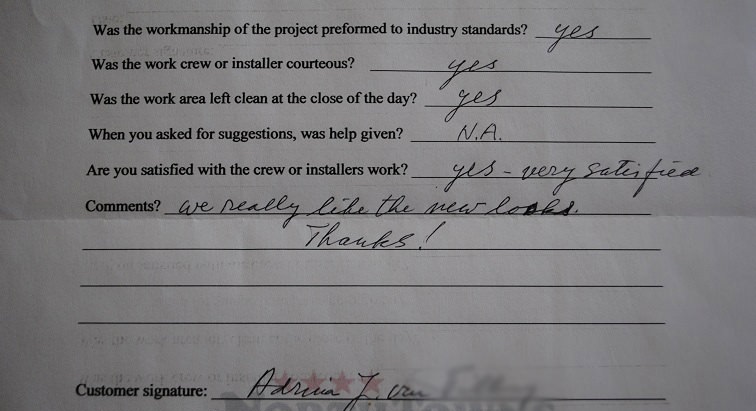 Was the workmanship of the project preformed to industry standards? yes
Was the work crew or installer courteous? yes
Was the work area left clean at the close of the day? yes
When you asked for suggestions, was help given? N.A.
Are you satisfied with the crew or installers work? yes - very satisfied
Comments? we really like the new looks.
Thanks!
Customer signature: J. van